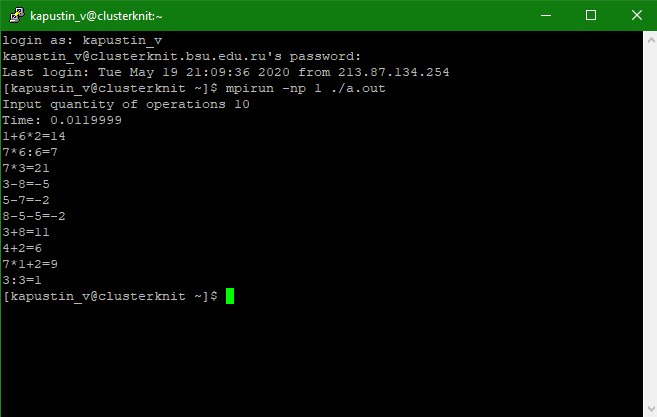 kapustin_v@clusterknit:~
login as: kapustin_v
kapustin_v@clusterknit.bsu.edu.ru's password:
Last login: Tue May 19 21:09:36 2020 from 213.87.134.254
[kapustin_v@clusterknit ~]$ mpirun -np 1 ./a.out
Input quantity of operations 10
Time: 0.0119999
1+6*2=14
7*6:6=7
7*3=21
3-8=-5
5-7=-2
8-5-5=-2
3+8=11
4+2=6
7*1+2=9
3:3=1
[kapustin_v@clusterknit ~]$